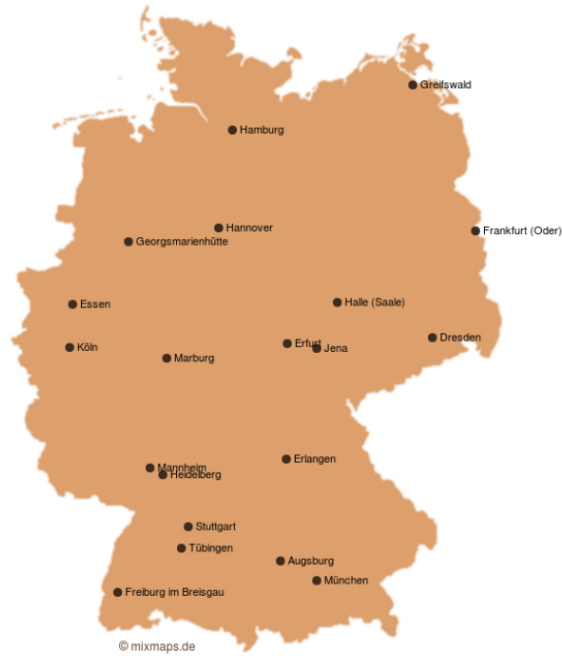 Greifswald
Hamburg
Hannover
Frankfurt (Oder)
Georgsmarienhütte
Essen
Halle (Saale)
Dresden
Erfurt
Köln
Jena
Marburg
Erlangen
Mannheim
Heidelberg
Stuttgart
Tübingen
Augsburg
München
Freiburg im Breisgau
© mixmaps.de